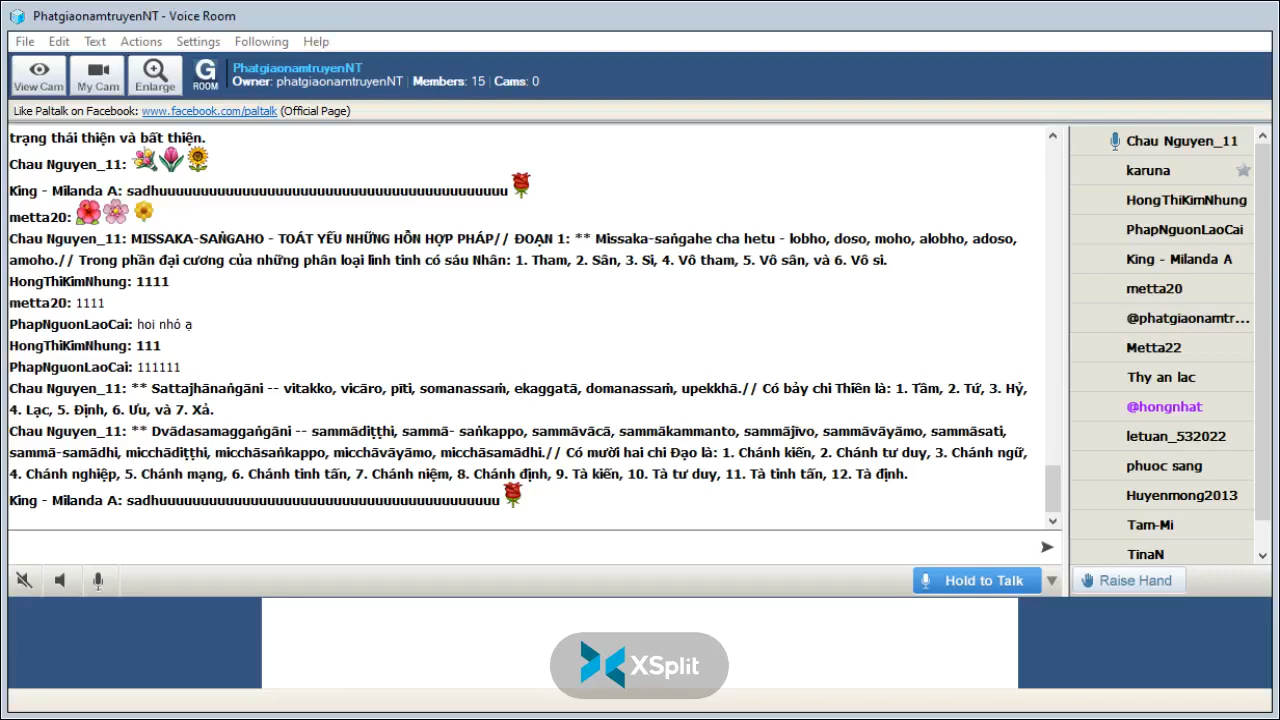 PhatgiaonamtruyenNT - Voice Room
File Edit Text Actions Settings Following Help
View Cam My Cam Enlarge G ROOM
PhatgiaonamtruyenNT
Owner: phatgiaonamtruyenNT Members: 15 Cams: 0
Like Paltalk on Facebook: www.facebook.com/paltalk (Official Page)
trạng thái thiện và bất thiện.
Chau Nguyen_11:
King - Milanda A: sadhuuuuuuuuuuuuuuuuuuuuuuuuuuuuuuuuuuuuuuuuuu
metta20:
Chau Nguyen_11: MISSAKA-SAṄGAHO - TOÁT YẾU NHỮNG HỖN HỢP PHÁP// ĐOẠN 1: ** Missaka-saṅgahe cha hetu - lobho, doso, moho, alobho, adoso,
amoho.// Trong phần đại cương của những phân loại linh tinh có sáu Nhân: 1. Tham, 2. Sân, 3. Si, 4. Vô tham, 5. Vô sân, và 6. Vô si.
HongThiKimNhung: 1111
metta20: 1111
PhapNguonLaoCai: hoi nhỏ ạ
HongThiKimNhung: 111
PhapNguonLaoCai: 111111
Chau Nguyen_11: ** Sattajhānaṅgāni -- vitakko, vicāro, pīti, somanassaṁ, ekaggatā, domanassaṁ, upekkhā.// Có bảy chi Thiền là: 1. Tầm, 2. Tứ, 3. Hỷ,
4. Lạc, 5. Định, 6. Ưu, và 7. Xả.
Chau Nguyen_11: ** Dvādasamaggaṅgāni -- sammādiṭṭhi, sammā- saṅkappo, sammāvācā, sammākammanto, sammājīvo, sammāvāyāmo, sammāsati,
sammā-samādhi, micchādiṭṭhi, micchāsaṅkappo, micchāvāyāmo, micchāsamādhi.// Có mười hai chi Đạo là: 1. Chánh kiến, 2. Chánh tư duy, 3. Chánh ngữ,
4. Chánh nghiệp, 5. Chánh mạng, 6. Chánh tinh tấn, 7. Chánh niệm, 8. Chánh định, 9. Tà kiến, 10. Tà tư duy, 11. Tà tinh tấn, 12. Tà định.
King - Milanda A: sadhuuuuuuuuuuuuuuuuuuuuuuuuuuuuuuuuuuuuuuuuu
Chau Nguyen_11
karuna
HongThiKimNhung
PhapNguonLaoCai
King - Milanda A
metta20
@phatgiaonamtr...
Metta22
Thy an lac
@hongnhat
letuan_532022
phuoc sang
Huyenmong2013
Tam-Mi
TinaN
Hold to Talk
Raise Hand
XSplit